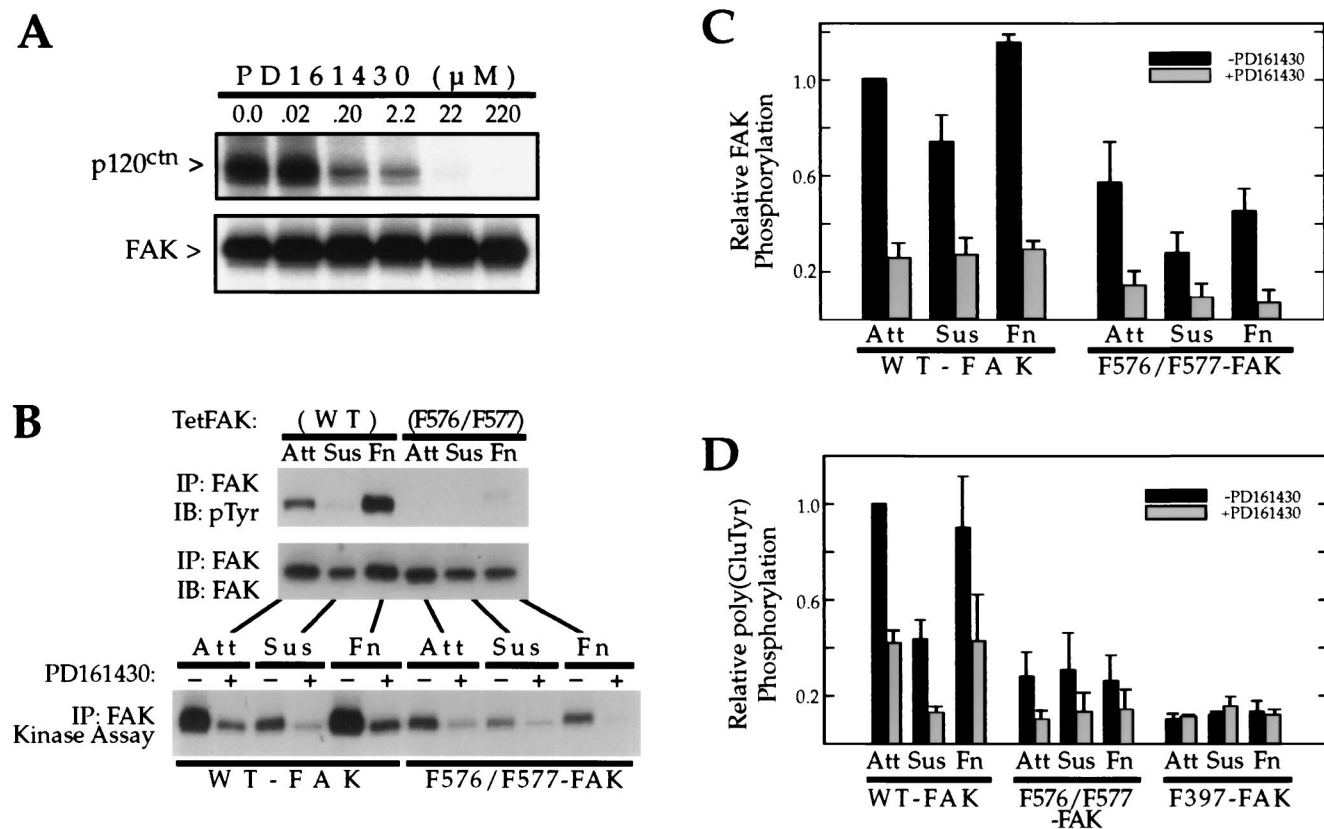 A
PD161430 (μM)
0.0 .02 .20 2.2 22 220
p120ctn >
FAK >
B
TetFAK: (WT) (F576/F577)
Att Sus Fn Att Sus Fn
IP: FAK
IB: pTyr
IP: FAK
IB: FAK
Att Sus Fn Att Sus Fn
PD161430: – + – + – + – + – + – +
IP: FAK
Kinase Assay
WT-FAK F576/F577-FAK
C
Relative FAK
Phosphorylation
1.0
0.6
0.2
-PD161430
+PD161430
Att Sus Fn Att Sus Fn
WT-FAK F576/F577-FAK
D
Relative poly(GluTyr)
Phosphorylation
1.0
0.6
0.2
-PD161430
+PD161430
Att Sus Fn Att Sus Fn Att Sus Fn
WT-FAK F576/F577 F397-FAK
-FAK